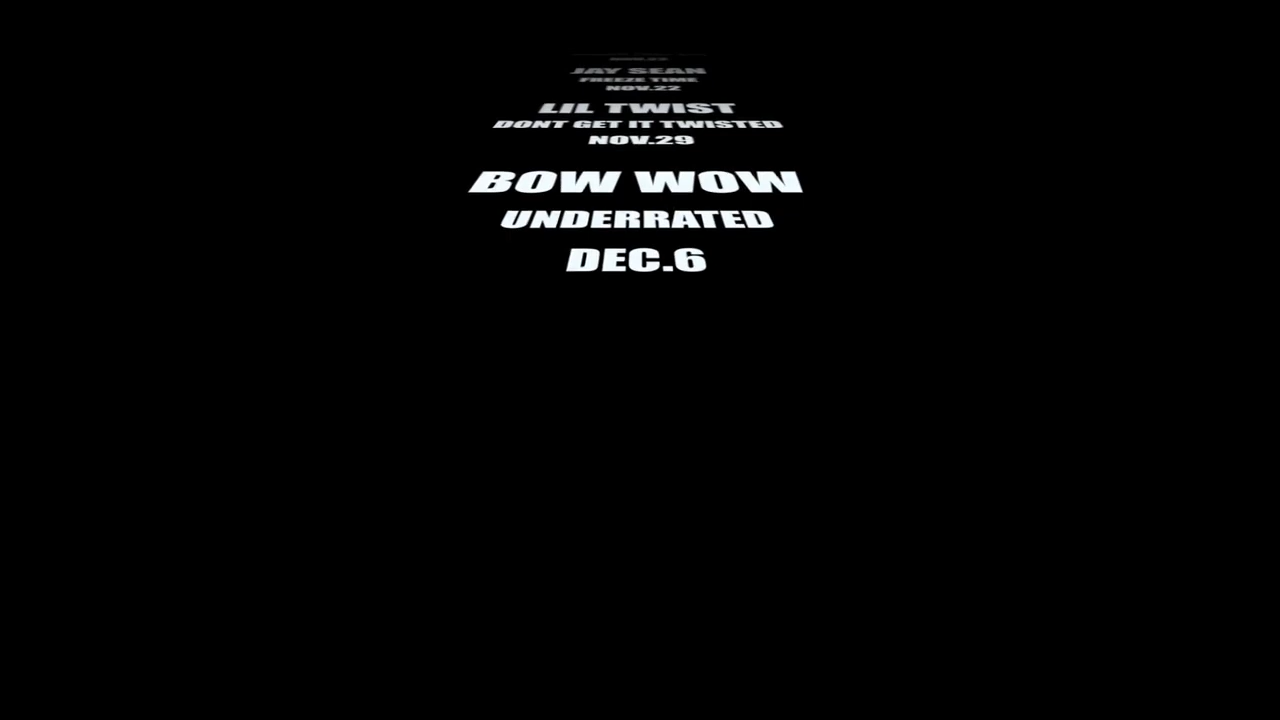 JAY SEAN
FREEZE TIME
NOV.22
LIL TWIST
DONT GET IT TWISTED
NOV.29
BOW WOW
UNDERRATED
DEC.6